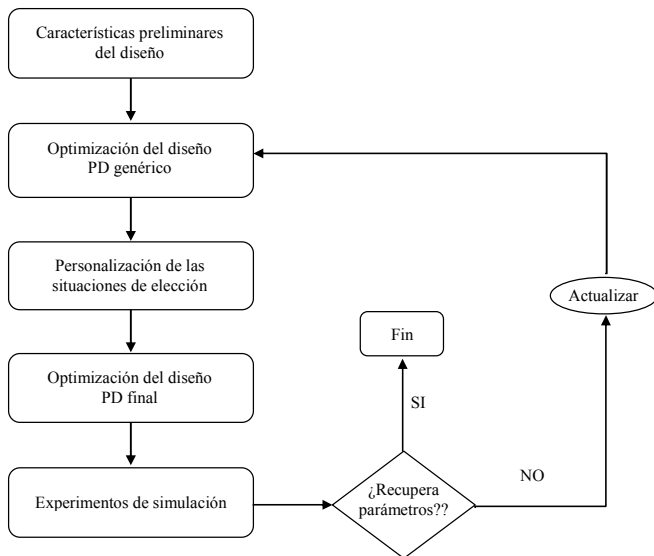 Características preliminares
del diseño
Optimización del diseño
PD genérico
Personalización de las
situaciones de elección
Actualizar
Fin
Optimización del diseño
PD final
SI
NO
¿Recupera
parámetros??
Experimentos de simulación